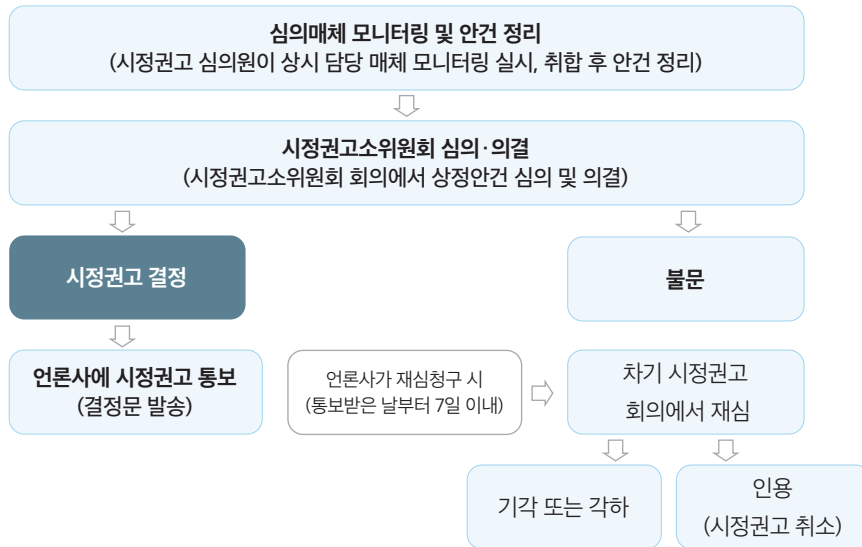 심의매체 모니터링 및 안건 정리
(시정권고 심의원이 상시 담당 매체 모니터링 실시, 취합 후 안건 정리)
시정권고소위원회 심의·의결
(시정권고소위원회 회의에서 상정안건 심의 및 의결)
시정권고 결정
불문
언론사에 시정권고 통보
(결정문 발송)
언론사가 재심청구 시
(통보받은 날부터 7일 이내)
차기 시정권고
회의에서 재심
기각 또는 각하
인용
(시정권고 취소)